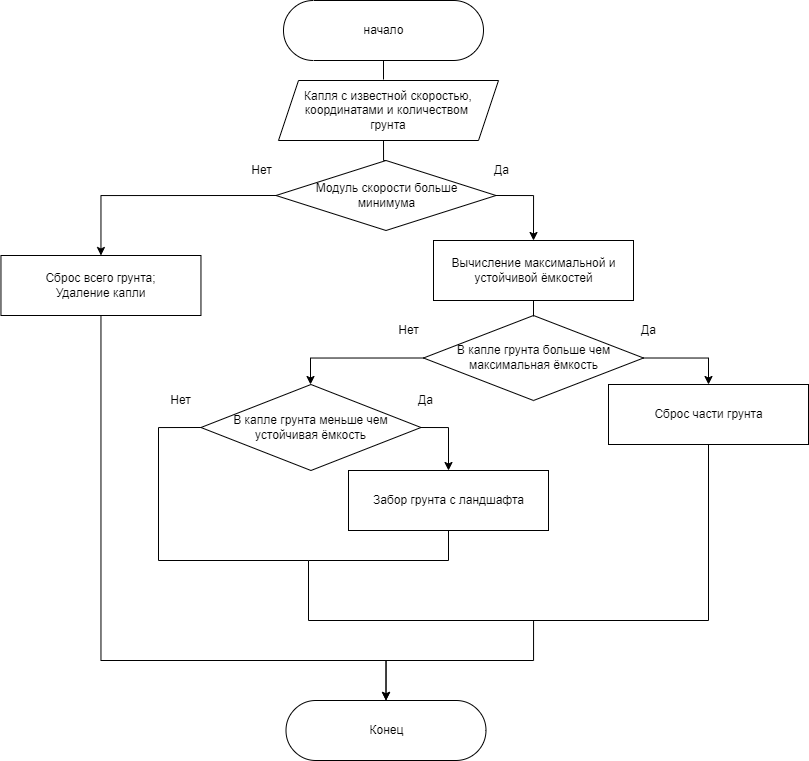 начало
Капля с известной скоростью,
координатами и количеством
грунта
Нет
Да
Модуль скорости больше
минимума
Сброс всего грунта;
Удаление капли
Вычисление максимальной и
устойчивой ёмкостей
Нет
Да
В капле грунта больше чем
максимальная ёмкость
Нет
Да
В капле грунта меньше чем
устойчивая ёмкость
Сброс части грунта
Забор грунта с ландшафта
Конец